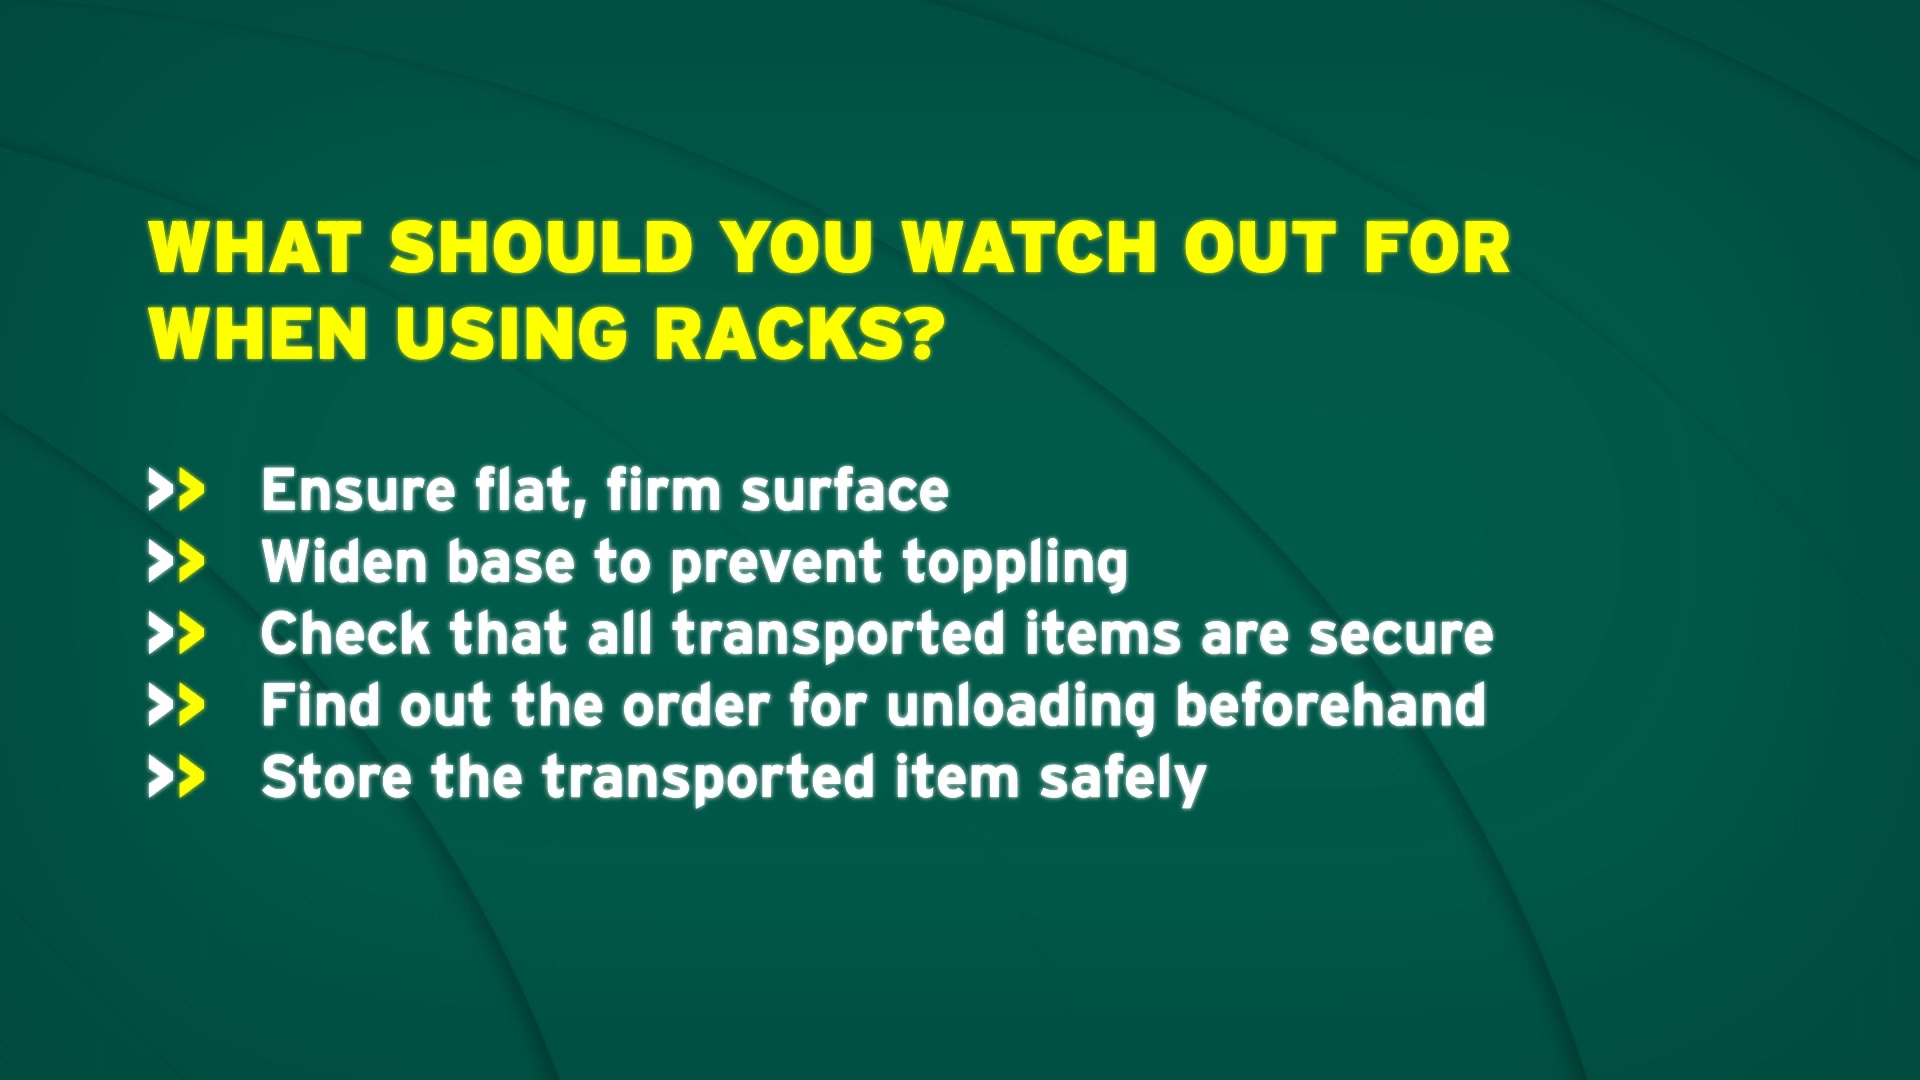 WHAT SHOULD YOU WATCH OUT FOR
WHEN USING RACKS?
>> Ensure flat, firm surface
>> Widen base to prevent toppling
>> Check that all transported items are secure
>> Find out the order for unloading beforehand
>> Store the transported item safely